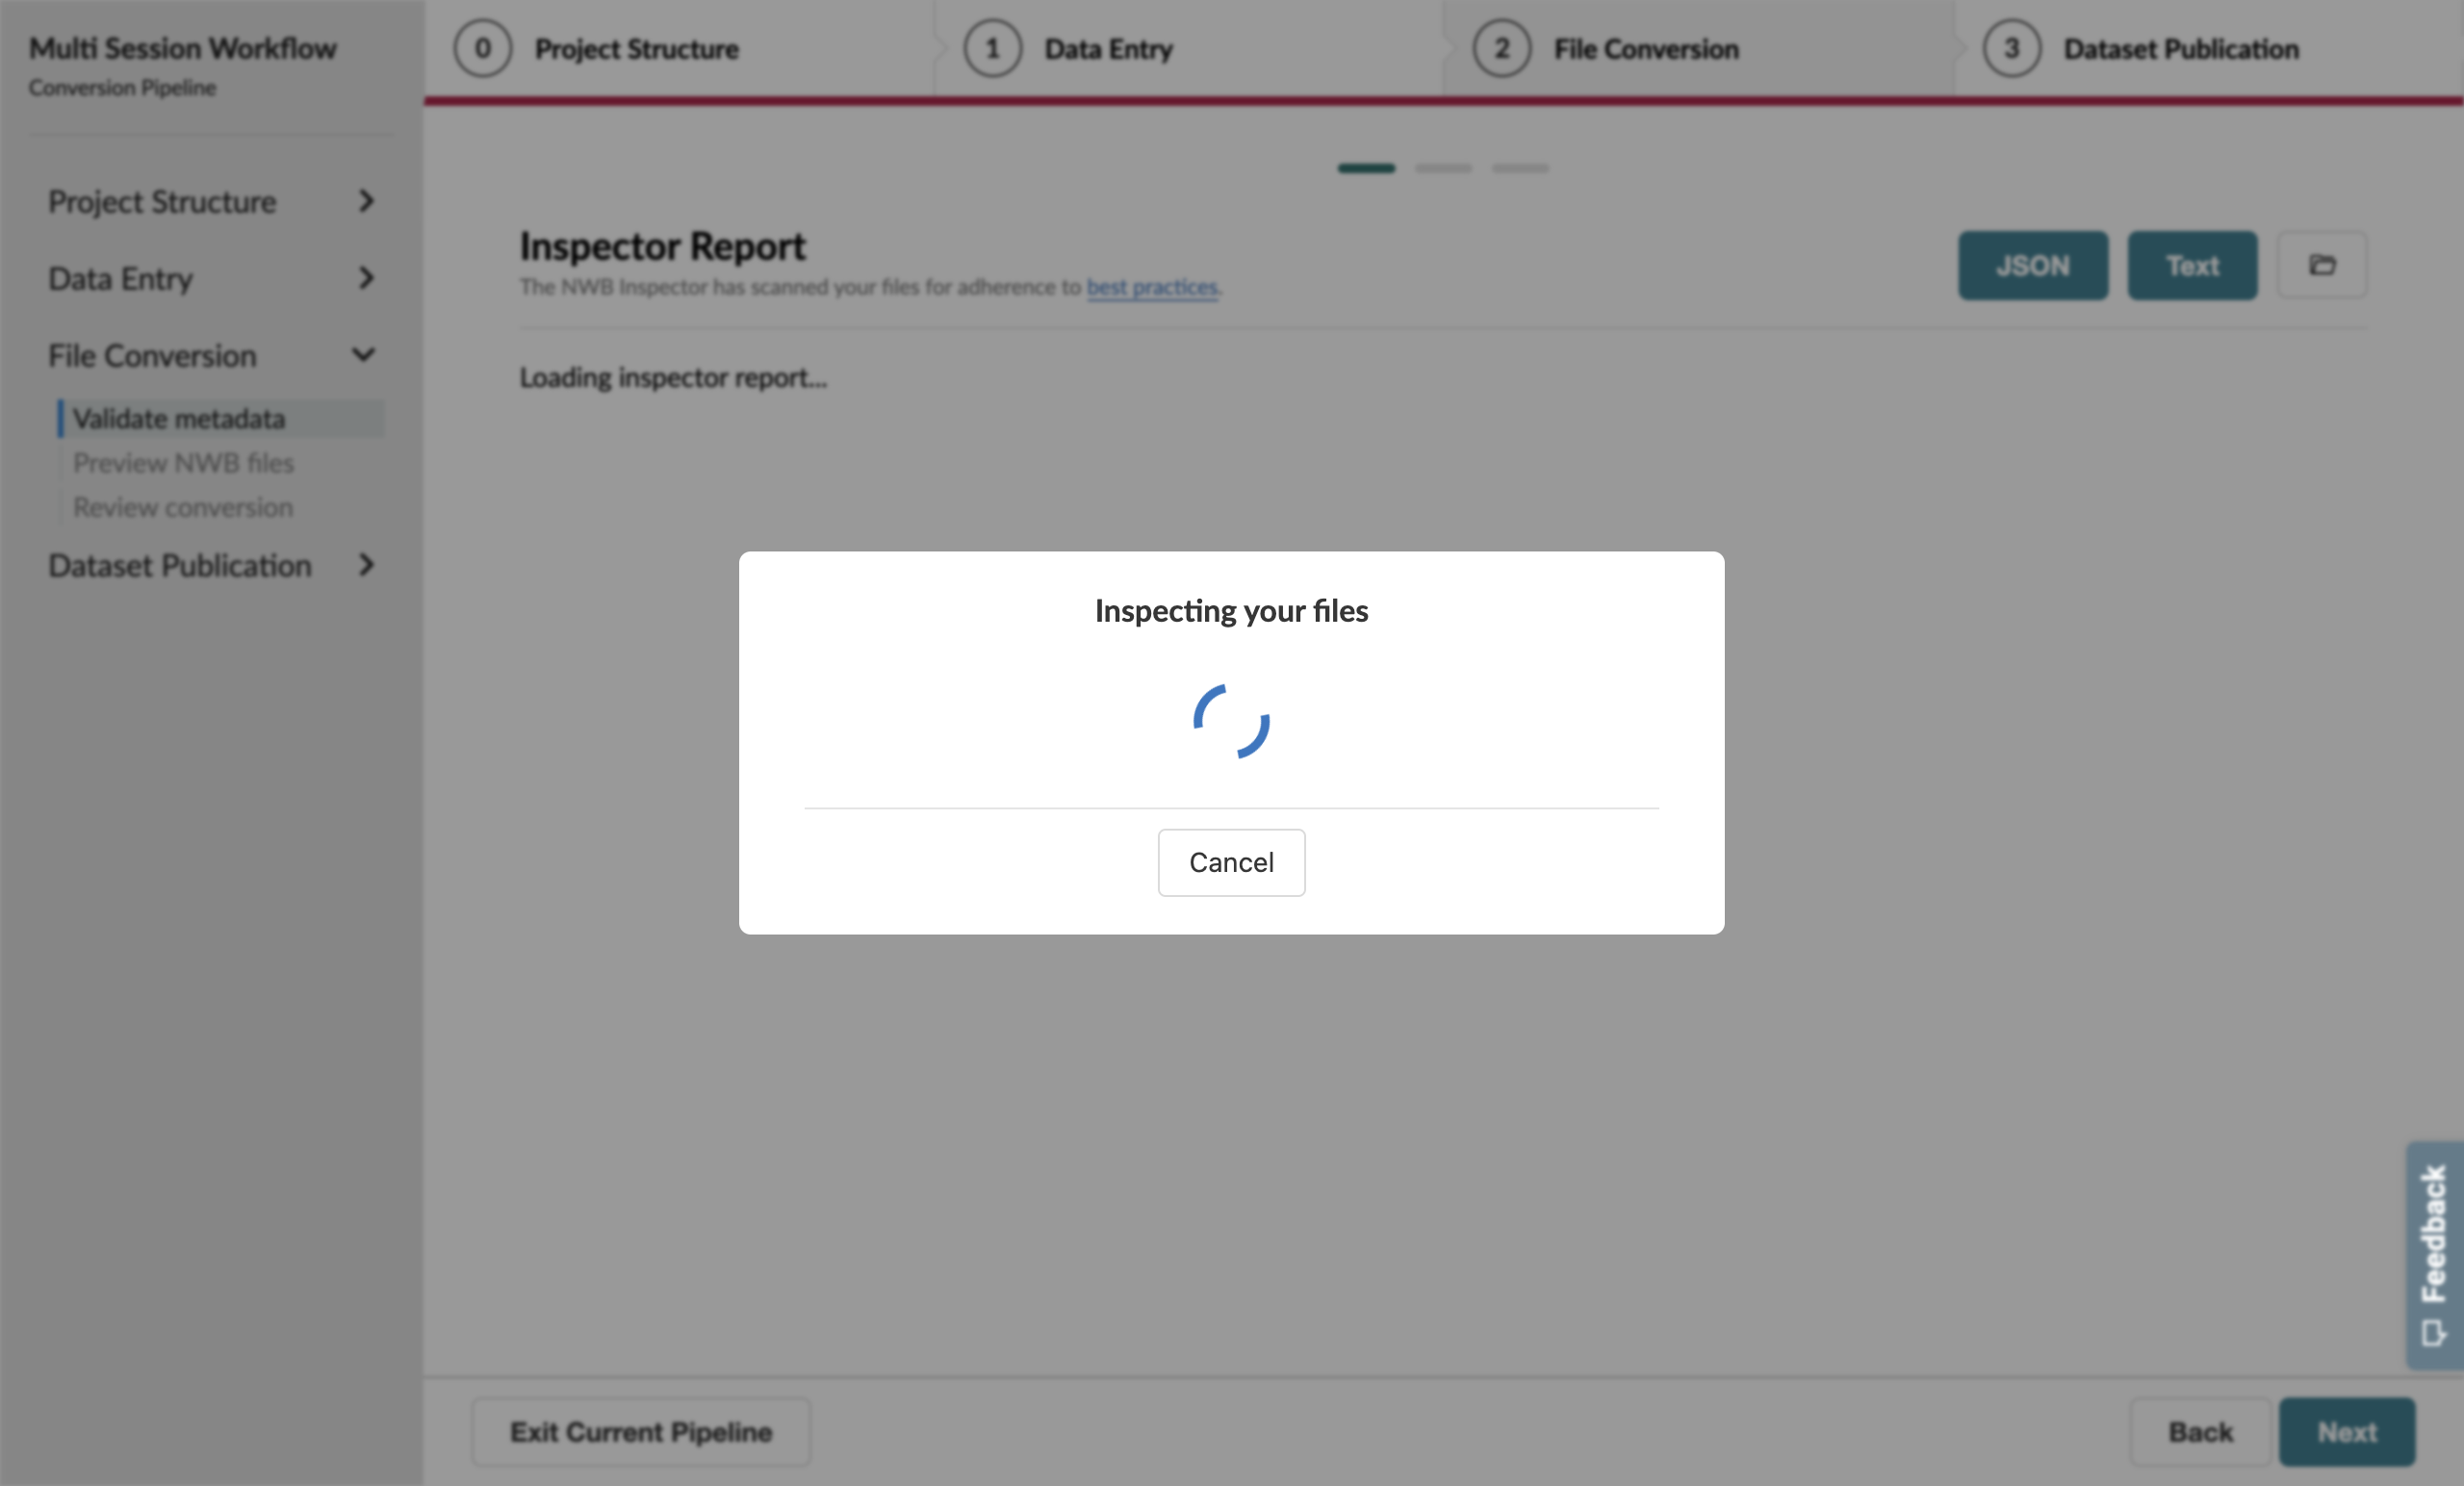 Multi Session Workflow
Conversion Pipeline
Project Structure
Data Entry
File Conversion
Validate metadata
Preview NWB files
Review conversion
Dataset Publication
0 Project Structure
1 Data Entry
2 File Conversion
3 Dataset Publication
Inspector Report
The NWB Inspector has scanned your files for adherence to best practices.
JSON
Text
Loading inspector report...
Inspecting your files
Cancel
Feedback
Exit Current Pipeline
Back
Next